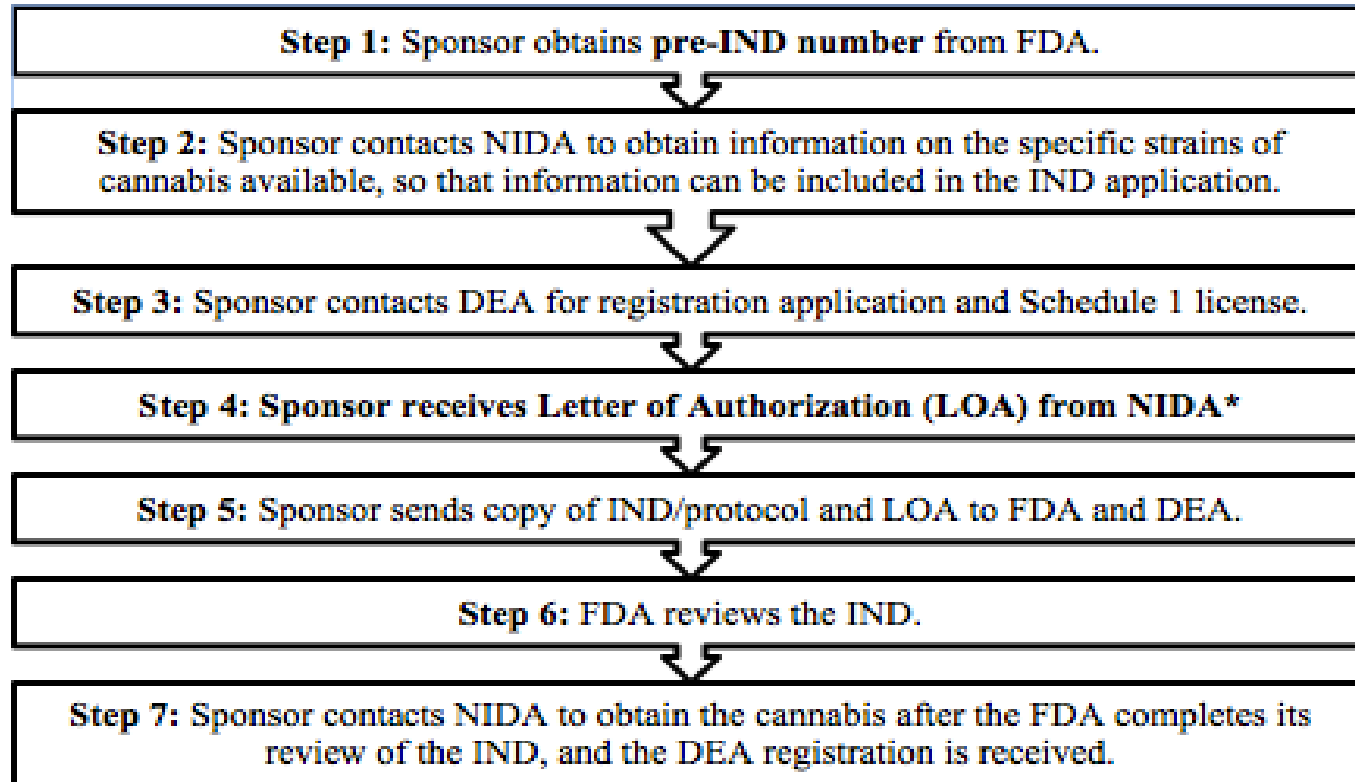 Step 1: Sponsor obtains pre-IND number from FDA.
Step 2: Sponsor contacts NIDA to obtain information on the specific strains of
cannabis available, so that information can be included in the IND application.
Step 3: Sponsor contacts DEA for registration application and Schedule 1 license.
Step 4: Sponsor receives Letter of Authorization (LOA) from NIDA*
Step 5: Sponsor sends copy of IND/protocol and LOA to FDA and DEA.
Step 6: FDA reviews the IND.
Step 7: Sponsor contacts NIDA to obtain the cannabis after the FDA completes its
review of the IND, and the DEA registration is received.